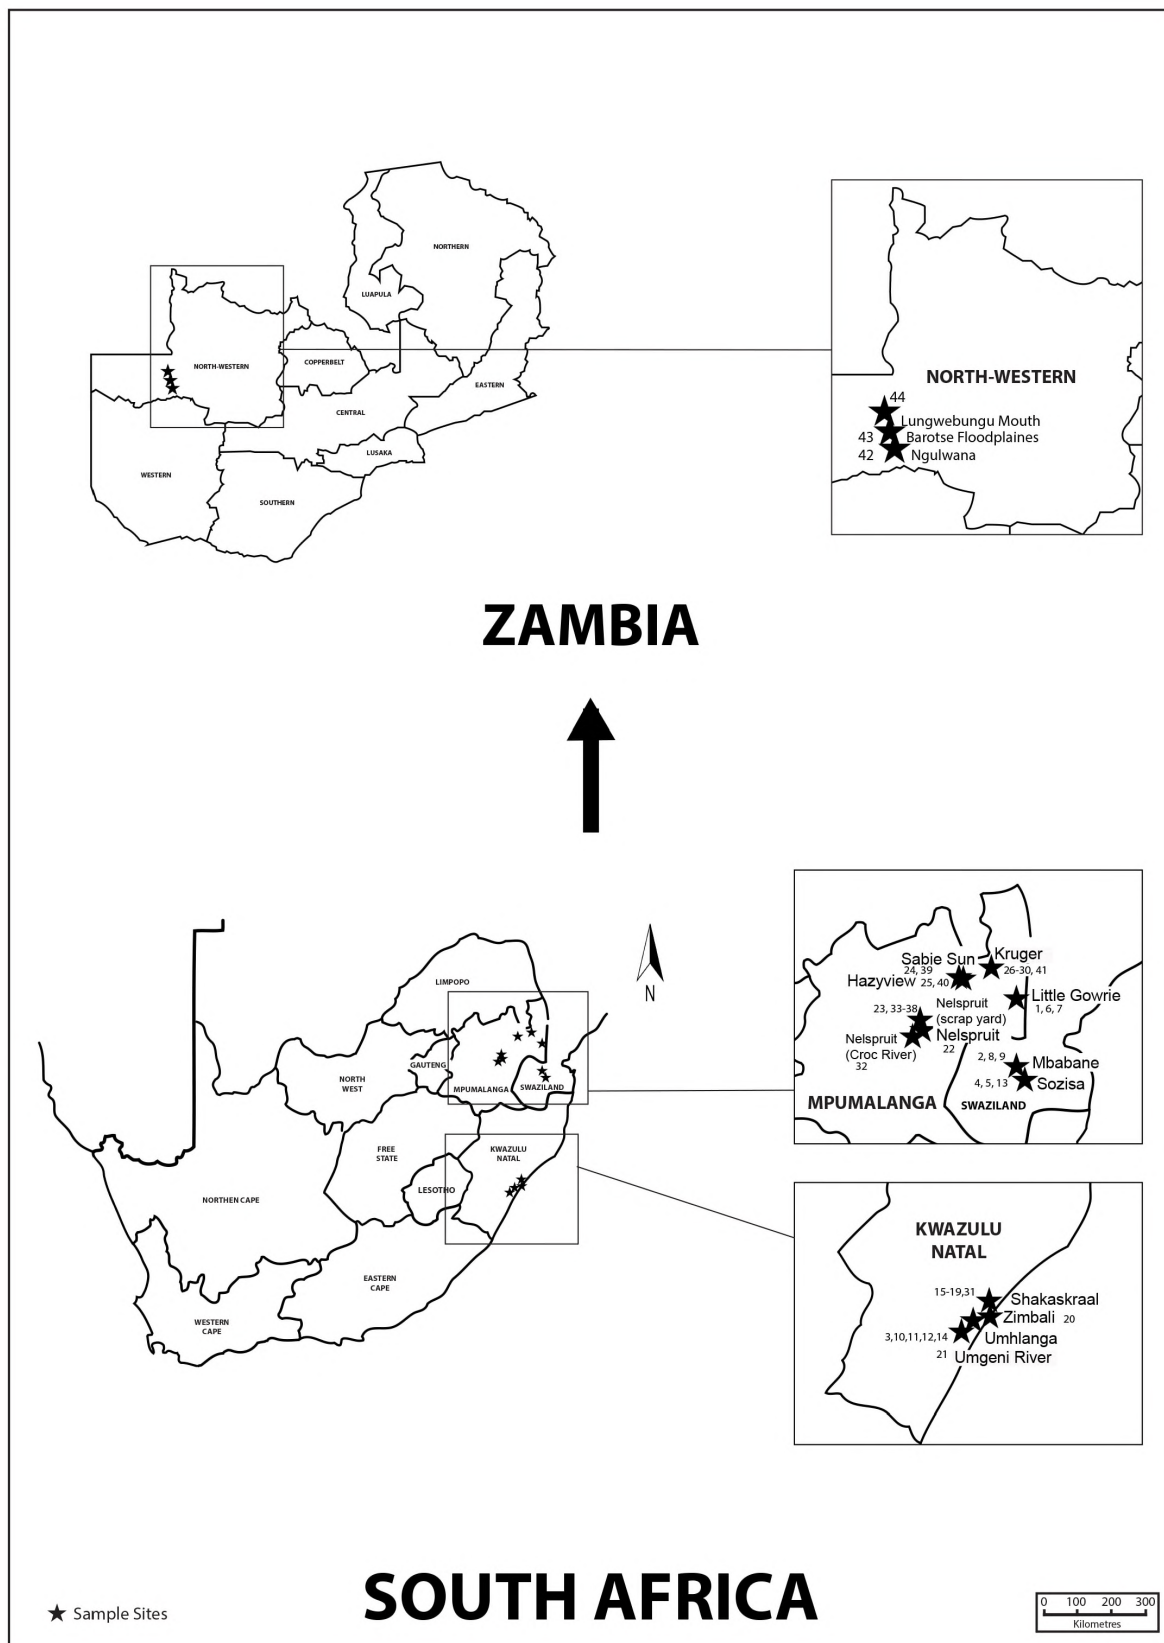 NORTHERN
LUAPULA
NORTH-WESTERN
COPPERBELT
EASTERN
CENTRAL
LUSAKA
WESTERN
SOUTHERN
NORTH-WESTERN
44
Lungwebungu Mouth
43 Barotse Floodplaines
42 Ngulwana
ZAMBIA
N
LIMPOPO
GAUTENG
NORTH
WEST
MPUMALANGA
SWAZILAND
FREE
STATE
KWAZULU
NATAL
LESOTHO
NORTHEN CAPE
EASTERN
CAPE
WESTERN
CAPE
Sabie Sun
24, 39
Kruger
26-30, 41
Hazyview 25, 40
Little Gowrie
1, 6, 7
23, 33-38
Nelspruit
(scrap yard)
Nelspruit
22
Nelspruit
(Croc River)
32
2, 8, 9
Mbabane
4, 5, 13
Sozisa
MPUMALANGA
SWAZILAND
KWAZULU
NATAL
15-19,31
Shakaskraal
Zimbali 20
3,10,11,12,14
Umhlanga
21 Umgeni River
SOUTH AFRICA
Sample Sites
0 100 200 300
Kilometres